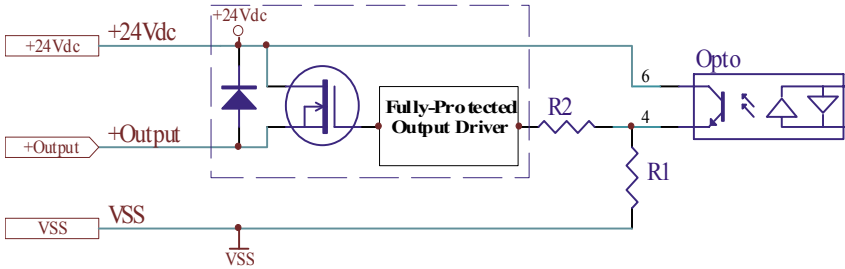 +24Vdc
+24Vdc
+24Vdc
Opto
6
Fully-Protected
Output Driver
R2
4
+Output
+Output
R1
VSS
VSS
VSS